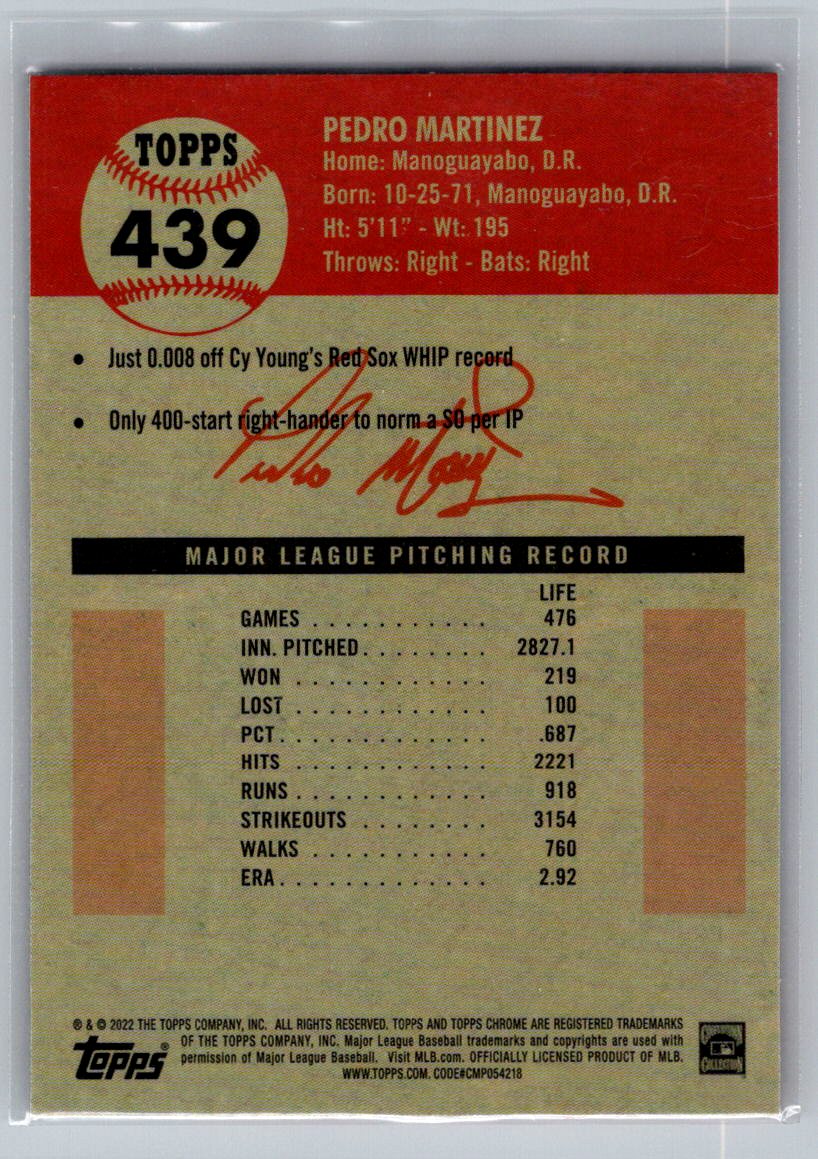 TOPPS
439
PEDRO MARTINEZ
Home: Manoguayabo, D.R.
Born: 10-25-71, Manoguayabo, D.R.
Ht: 5'11" - Wt: 195
Throws: Right - Bats: Right
• Just 0.008 off Cy Young's Red Sox WHIP record
• Only 400-start right-hander to norm a SO per IP
Pedro Martinez
MAJOR LEAGUE PITCHING RECORD
LIFE
GAMES . . . . . . . . . . . 476
INN. PITCHED . . . . . . . . 2827.1
WON . . . . . . . . . . . . 219
LOST . . . . . . . . . . . . 100
PCT . . . . . . . . . . . . . .687
HITS . . . . . . . . . . . . 2221
RUNS . . . . . . . . . . . . 918
STRIKEOUTS . . . . . . . . 3154
WALKS . . . . . . . . . . . 760
ERA . . . . . . . . . . . . . 2.92
® & © 2022 THE TOPPS COMPANY, INC. ALL RIGHTS RESERVED. TOPPS AND TOPPS CHROME ARE REGISTERED TRADEMARKS
OF THE TOPPS COMPANY, INC. Major League Baseball trademarks and copyrights are used with
permission of Major League Baseball. Visit MLB.com. OFFICIALLY LICENSED PRODUCT OF MLB.
WWW.TOPPS.COM. CODE#CMP054218
Topps®
COOPERSTOWN
COLLECTION